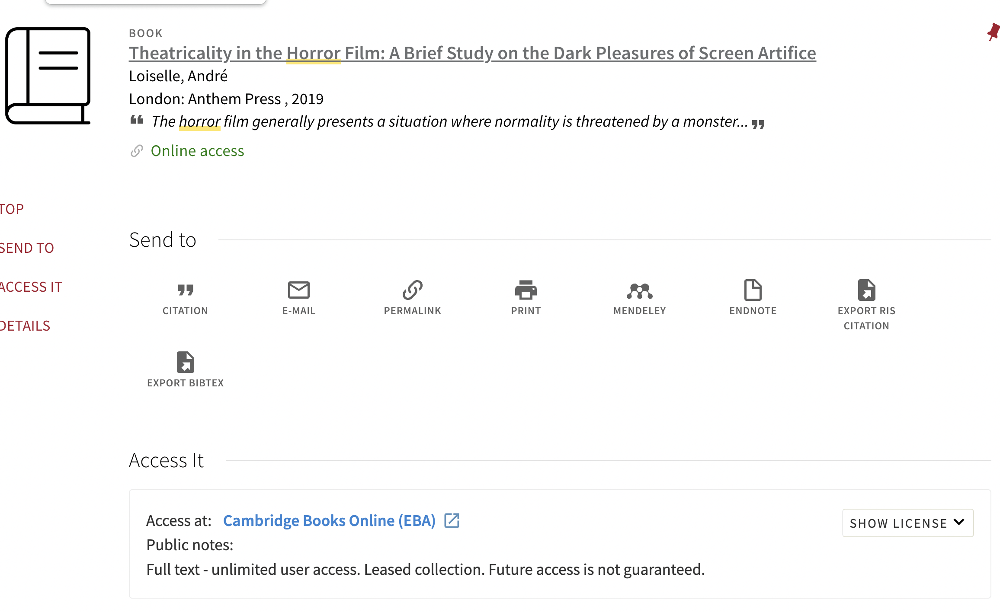 BOOK
Theatricality in the Horror Film: A Brief Study on the Dark Pleasures of Screen Artifice
Loiselle, André
London: Anthem Press , 2019
“ The horror film generally presents a situation where normality is threatened by a monster... ”
Online access
TOP
SEND TO
ACCESS IT
DETAILS
Send to
CITATION
E-MAIL
PERMALINK
PRINT
MENDELEY
ENDNOTE
EXPORT RIS
CITATION
EXPORT BIBTEX
Access It
Access at: Cambridge Books Online (EBA)
SHOW LICENSE
Public notes:
Full text - unlimited user access. Leased collection. Future access is not guaranteed.